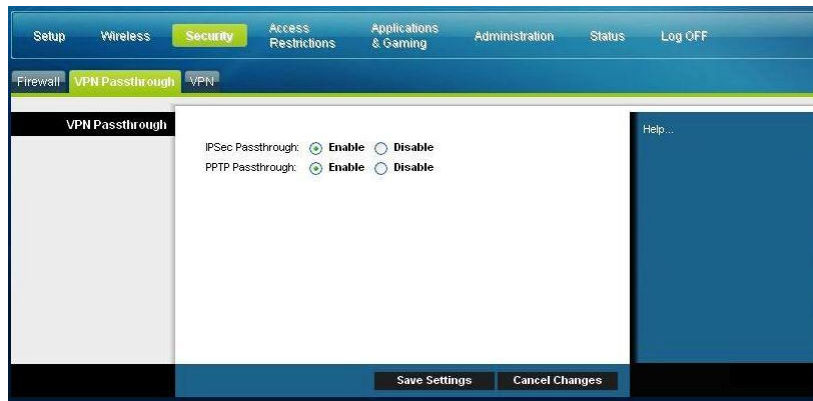 Setup Wireless Security Access Restrictions Applications & Gaming Administration Status Log OFF
Firewall VPN Passthrough VPN
VPN Passthrough
Help...
IPSec Passthrough: Enable Disable
PPTP Passthrough: Enable Disable
Save Settings Cancel Changes